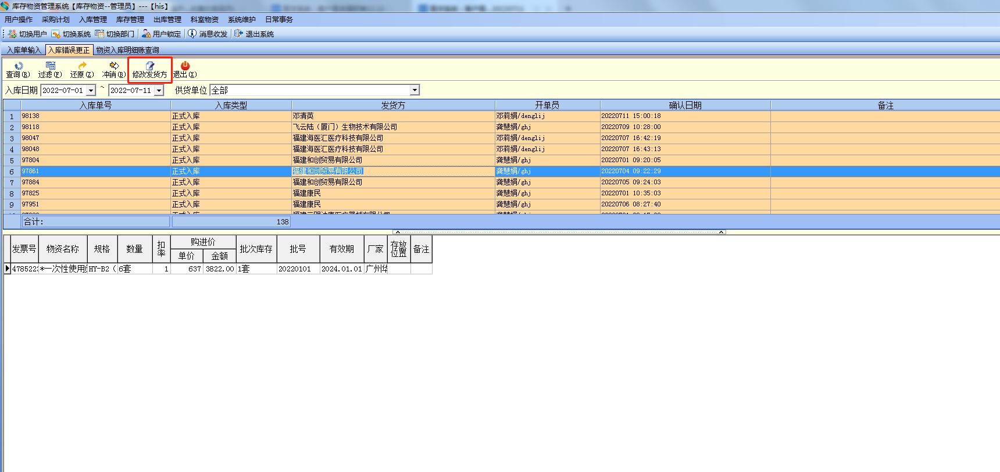 库存物资管理系统【库存物资--管理员】---【his】
用户操作 采购计划 入库管理 库存管理 出库管理 科室物资 系统维护 日常事务
切换用户 切换系统 切换部门 用户锁定 消息收发 退出系统
入库单输入 入库错误更正 物资入库明细账查询
查询(R) 过滤(F) 还原(Z) 冲销(B) 修改发货方 退出(X)
入库日期 2022-07-01 ~ 2022-07-11 供货单位 全部
入库单号 入库类型 发货方 开单员 确认日期 备注
1 98138 正式入库 邓清英 邓莉娟/denglij 20220711 15:00:18
2 98118 正式入库 飞云陆（厦门）生物技术有限公司 龚慧娟/ghj 20220709 10:28:00
3 98047 正式入库 福建海医汇医疗科技有限公司 邓莉娟/denglij 20220707 16:42:19
4 98048 正式入库 福建海医汇医疗科技有限公司 邓莉娟/denglij 20220707 16:43:13
5 97804 正式入库 福建和创贸易有限公司 龚慧娟/ghj 20220701 09:20:05
6 97861 正式入库 福建和创贸易有限公司 龚慧娟/ghj 20220704 09:22:29
7 97884 正式入库 福建和创贸易有限公司 龚慧娟/ghj 20220705 09:24:03
8 97825 正式入库 福建康民 龚慧娟/ghj 20220701 10:35:03
9 97951 正式入库 福建康民 龚慧娟/ghj 20220706 08:27:40
合计: 138
发票号 物资名称 规格 数量 扣率 购进价 批次库存 批号 有效期 厂家 存放位置 备注
单价 金额
478522 *一次性使用 HY-B2（ 6套 1 637 3822.00 1套 20220101 2024.01.01 广州华